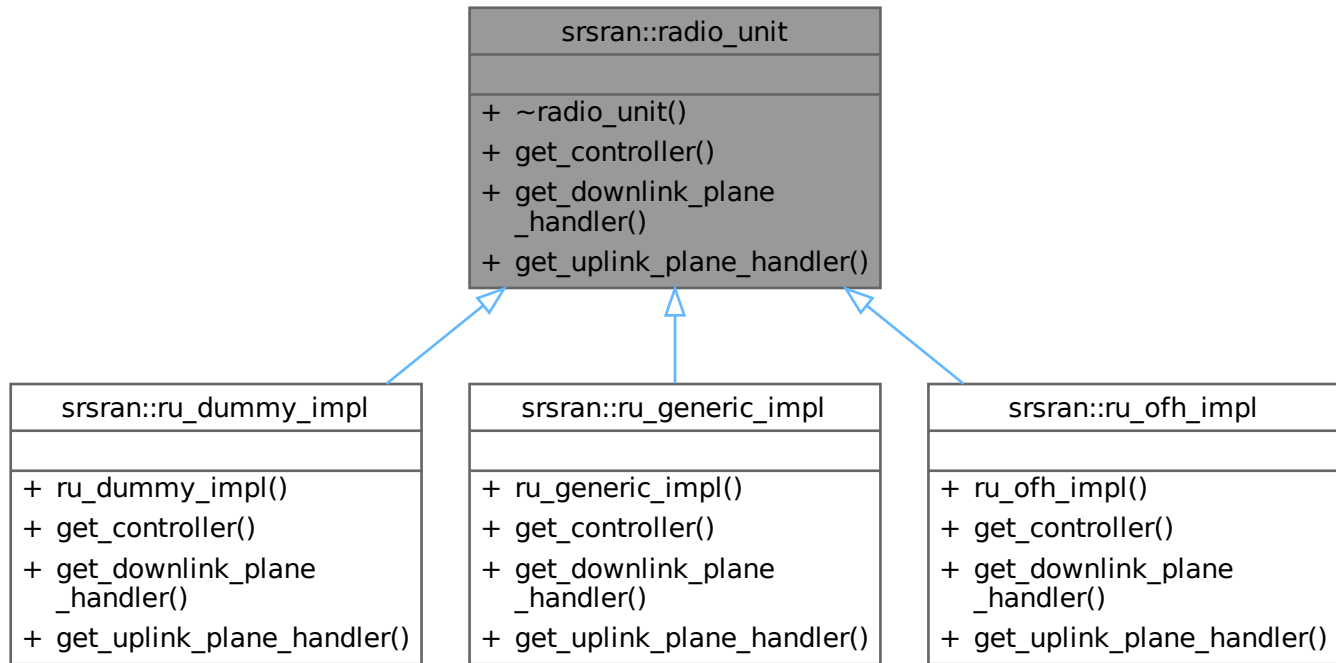 srsran::radio_unit
+ ~radio_unit()
+ get_controller()
+ get_downlink_plane
_handler()
+ get_uplink_plane_handler()
srsran::ru_dummy_impl
+ ru_dummy_impl()
+ get_controller()
+ get_downlink_plane
_handler()
+ get_uplink_plane_handler()
srsran::ru_generic_impl
+ ru_generic_impl()
+ get_controller()
+ get_downlink_plane
_handler()
+ get_uplink_plane_handler()
srsran::ru_ofh_impl
+ ru_ofh_impl()
+ get_controller()
+ get_downlink_plane
_handler()
+ get_uplink_plane_handler()